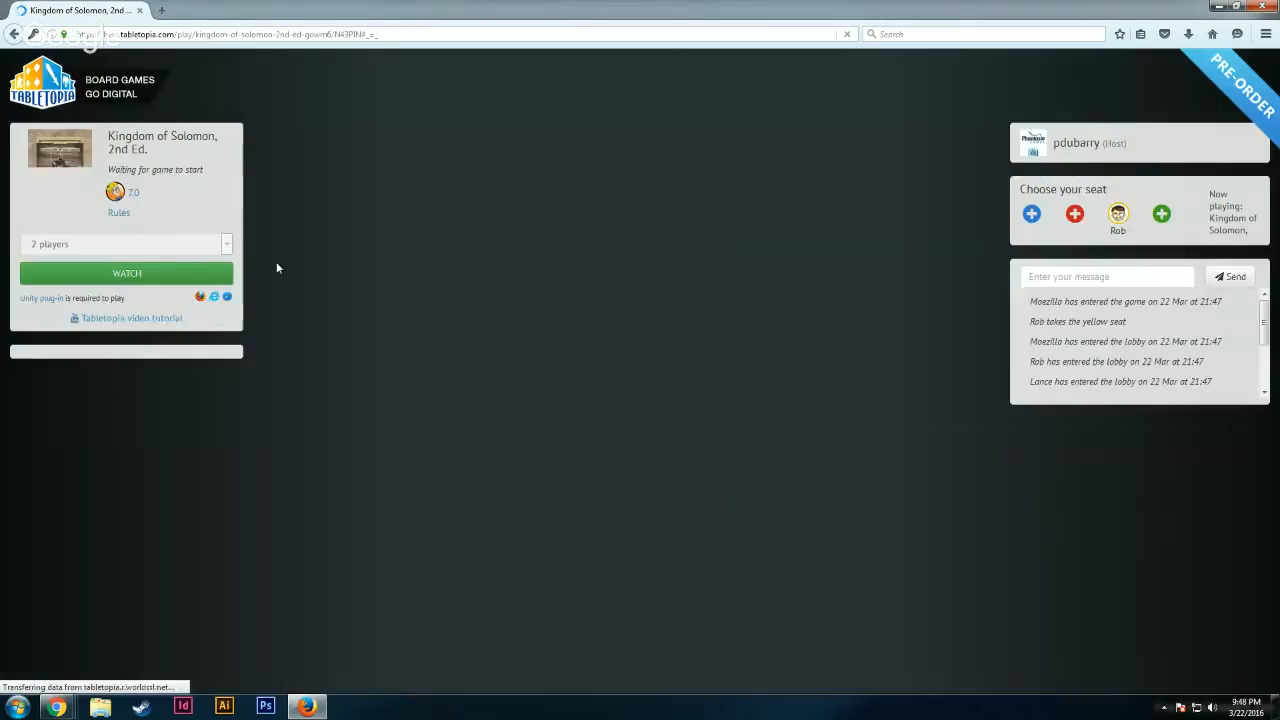 Kingdom of Solomon, 2nd ...
tabletopia.com/play/kingdom-of-solomon-2nd-ed-gowm6/N43PIN#_=_
Search
TABLETOPIA
BOARD GAMES
GO DIGITAL
PRE-ORDER
Kingdom of Solomon,
2nd Ed.
Waiting for game to start
7.0
Rules
2 players
WATCH
Unity plug-in is required to play
Tabletopia video tutorial
pdubarry (Host)
Choose your seat
Rob
Now
playing:
Kingdom of
Solomon,
Enter your message
Send
Moezilla has entered the game on 22 Mar at 21:47
Rob takes the yellow seat
Moezilla has entered the lobby on 22 Mar at 21:47
Rob has entered the lobby on 22 Mar at 21:47
Lance has entered the lobby on 22 Mar at 21:47
Transferring data from tabletopia.r.worldssl.net...
Id
Ai
Ps
9:48 PM
3/22/2016